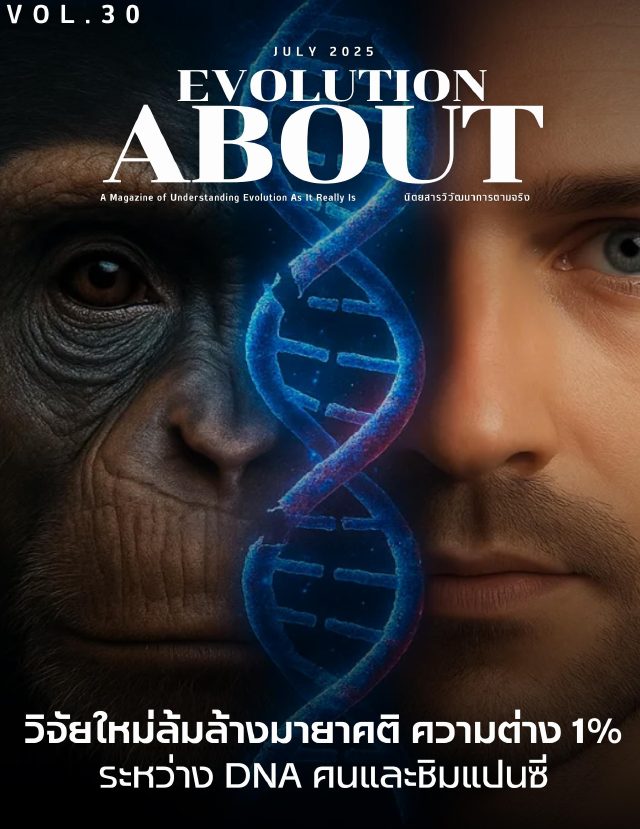 VOL.30
JULY 2025
EVOLUTION
ABOUT
A Magazine of Understanding Evolution As It Really Is นิตยสารวิวัฒนาการตามจริง
วิจัยใหม่ล้มล้างมายาคติ ความต่าง 1%
ระหว่าง DNA คนและชิมแปนซี